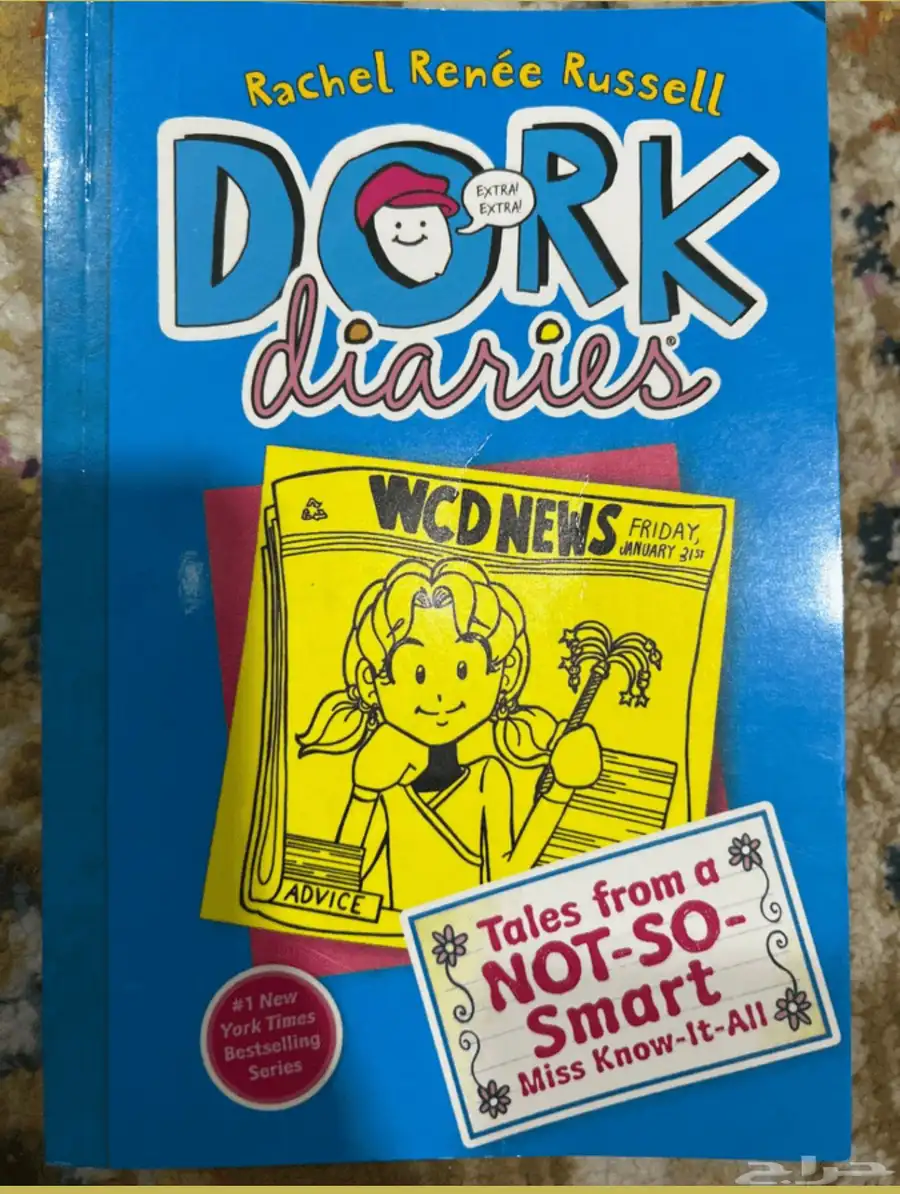 Rachel Renée Russell
DORK
EXTRA!
EXTRA!
diaries®
WCD NEWS
FRIDAY,
JANUARY 31ST
ADVICE
Tales from a
NOT-SO-
Smart
Miss Know-It-All
#1 New
York Times
Bestselling
Series
حراج